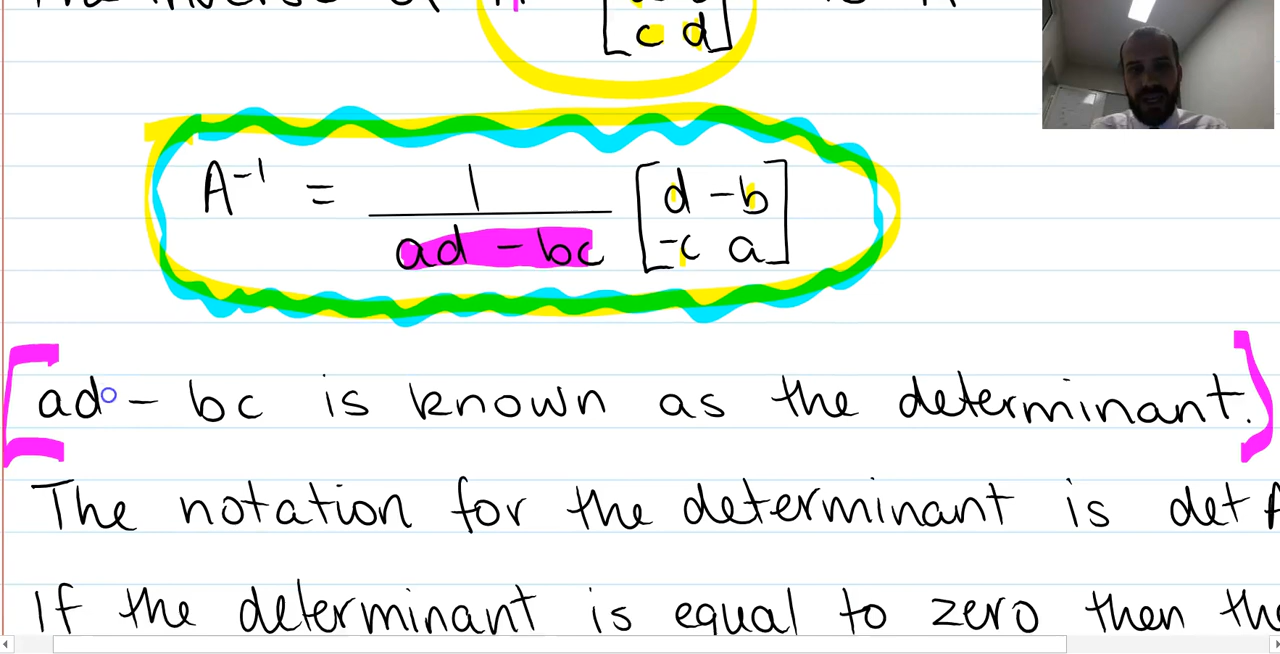 c d
A⁻¹ = 1 / (ad - bc) [d -b
-c a]
ad - bc is known as the determinant.
The notation for the determinant is det
If the determinant is equal to zero then